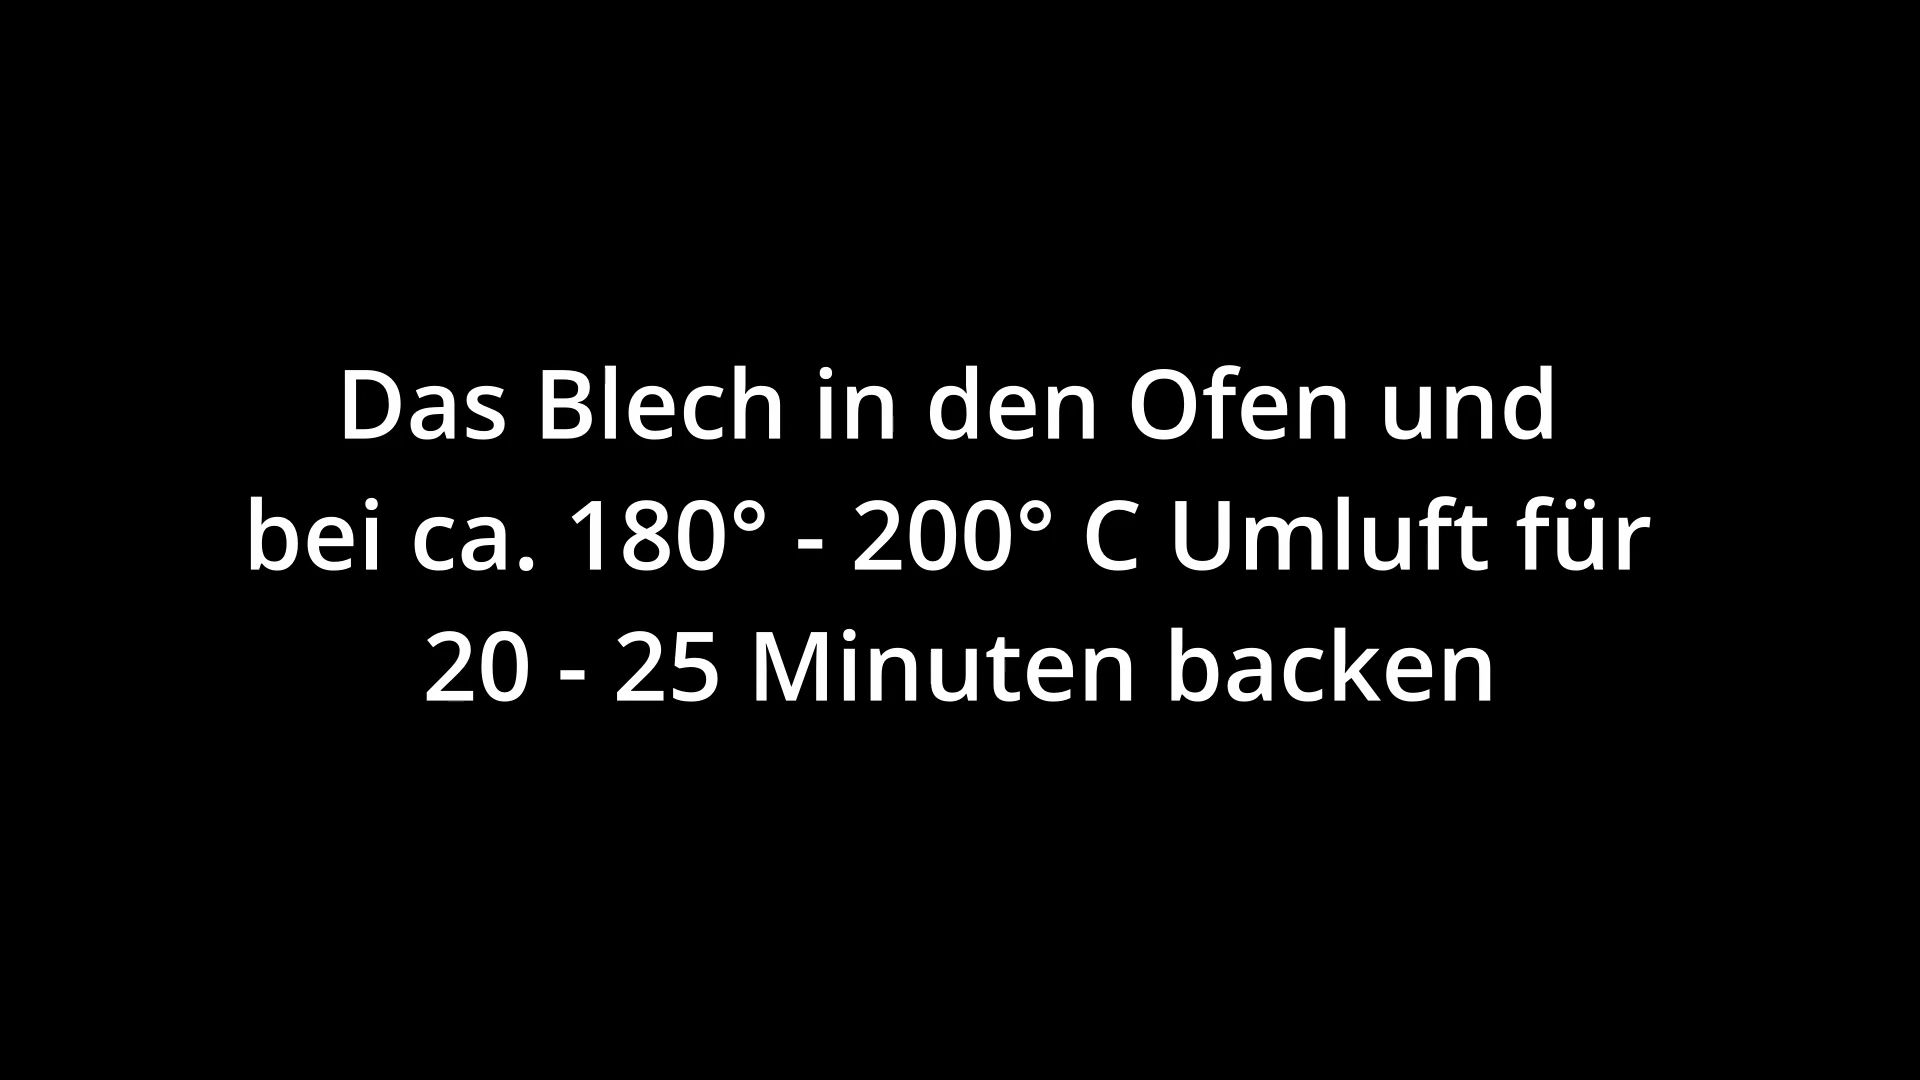 Das Blech in den Ofen und
bei ca. 180° - 200° C Umluft für
20 - 25 Minuten backen